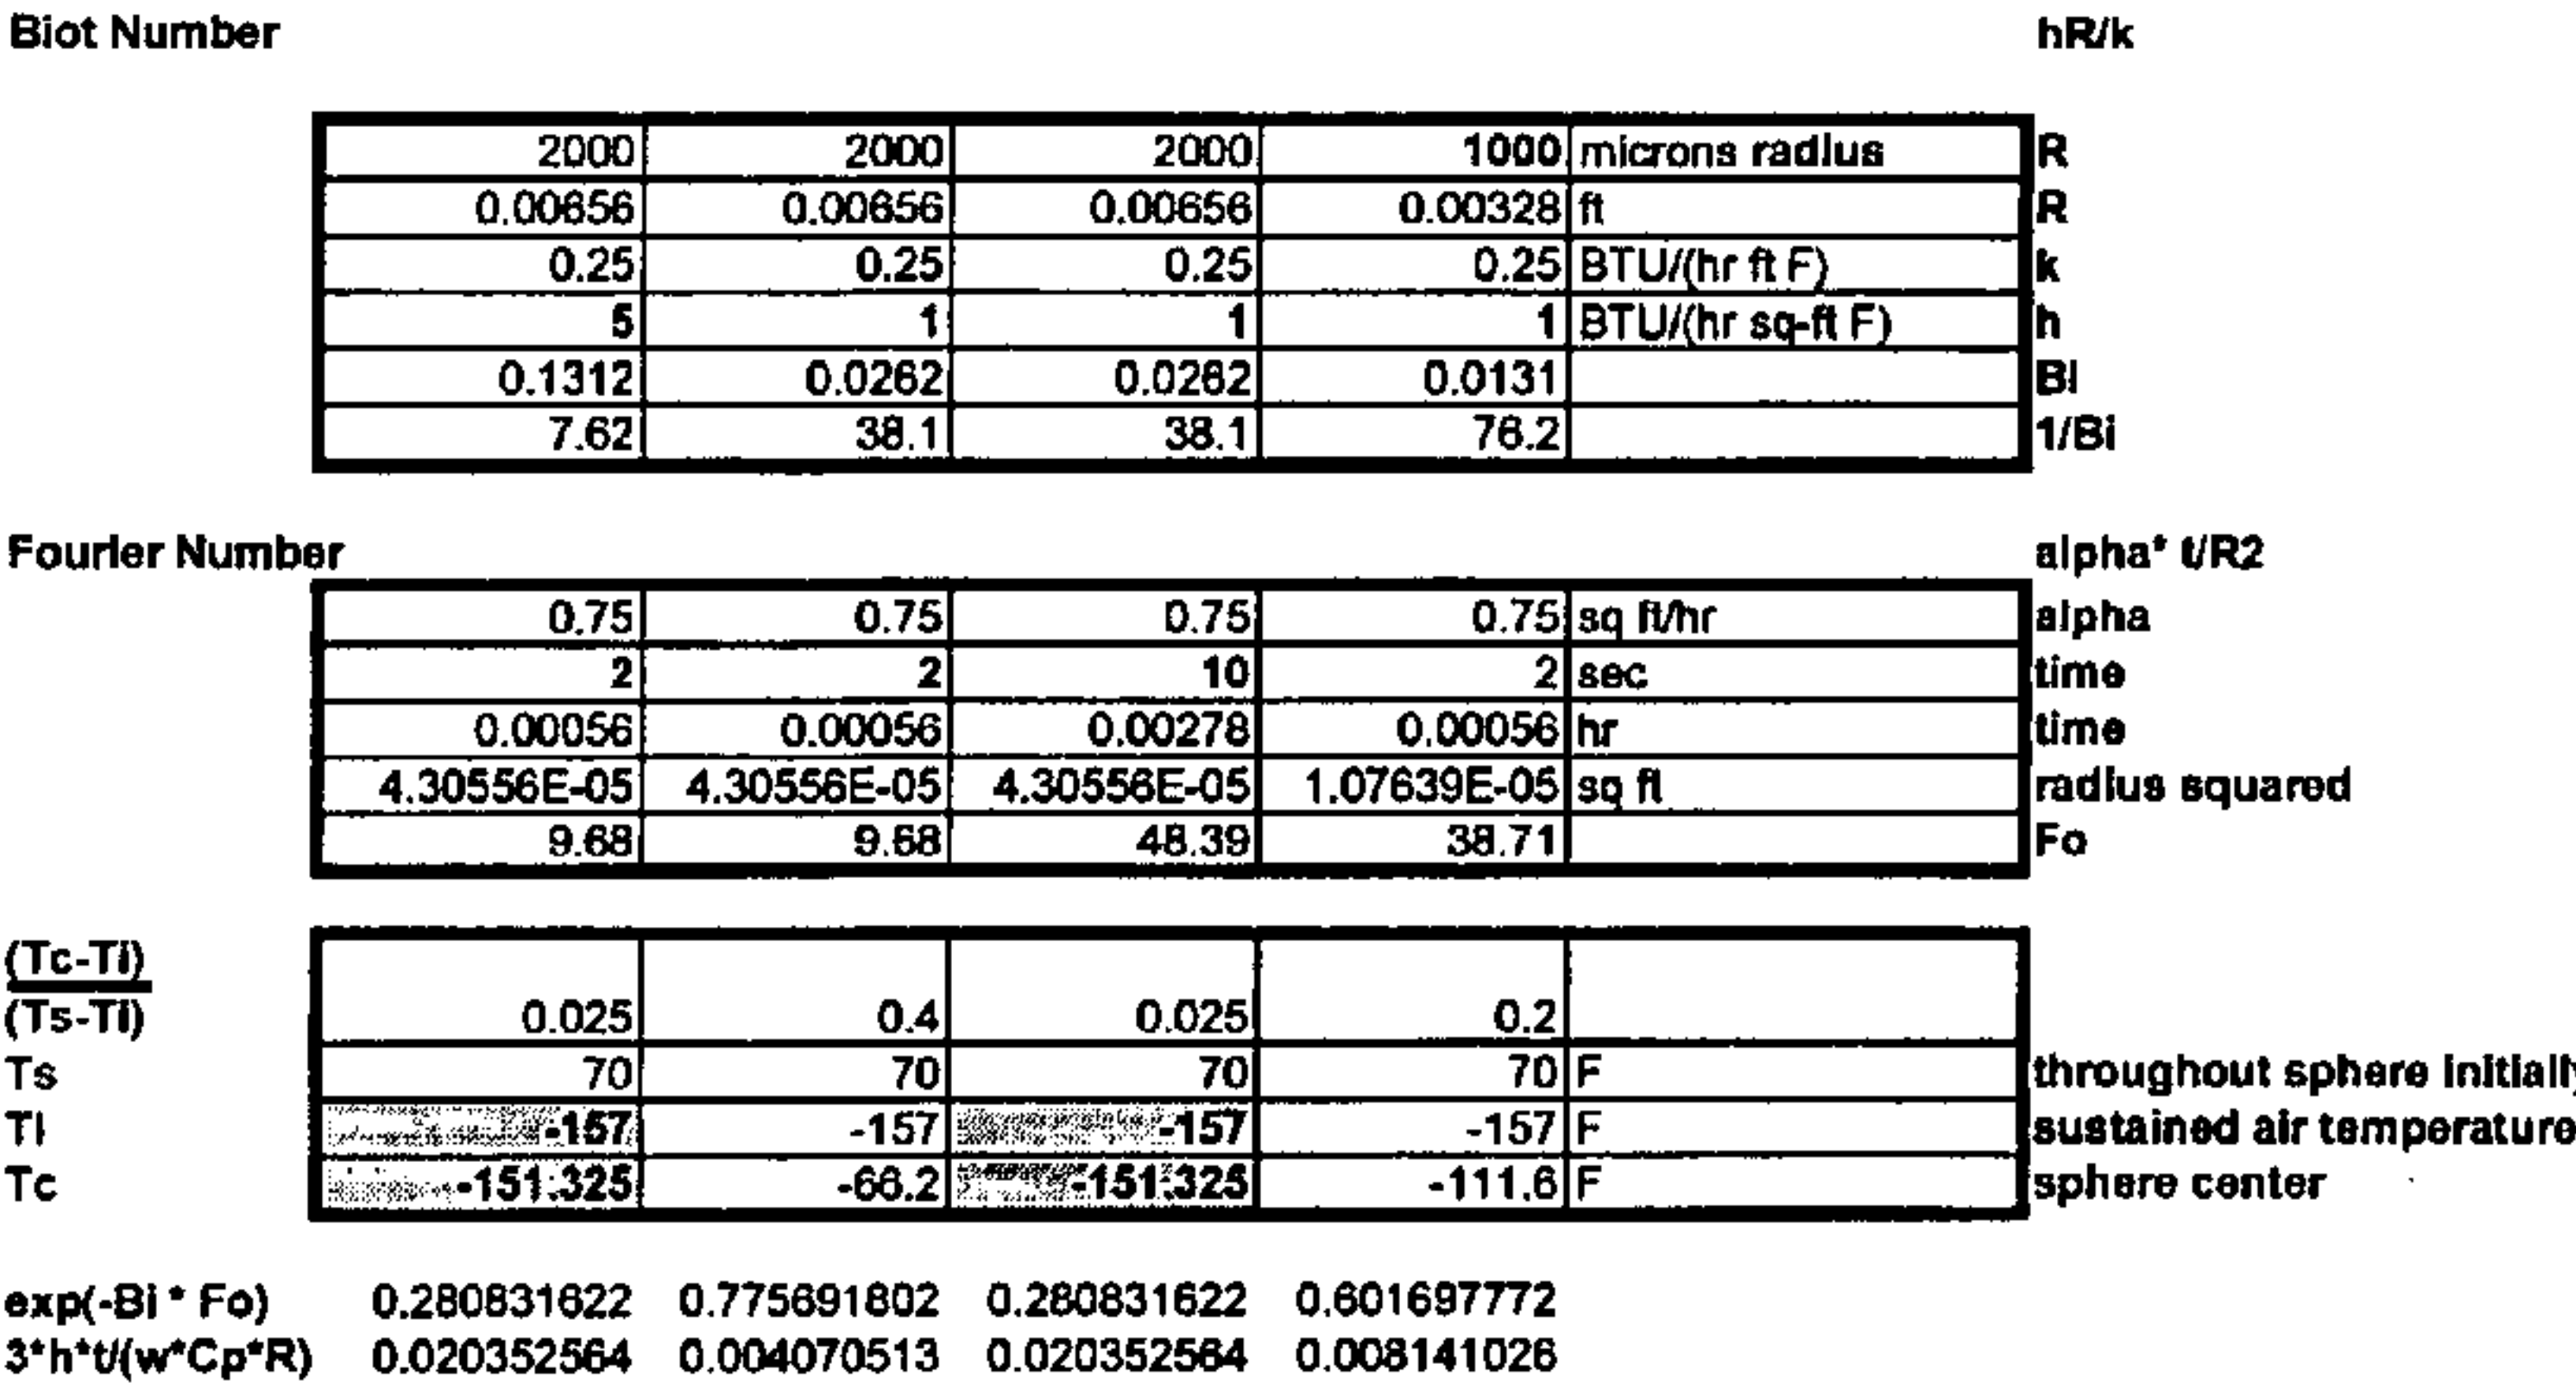 Biot Number hR/k
2000 2000 2000 1000 microns radius R
0.00656 0.00656 0.00656 0.00328 ft R
0.25 0.25 0.25 0.25 BTU/(hr ft F) k
5 1 1 1 BTU/(hr sq-ft F) h
0.1312 0.0262 0.0262 0.0131 Bi
7.62 38.1 38.1 76.2 1/Bi
Fourier Number alpha* t/R2
0.75 0.75 0.75 0.75 sq ft/hr alpha
2 2 10 2 sec time
0.00056 0.00056 0.00278 0.00056 hr time
4.30556E-05 4.30556E-05 4.30556E-05 1.07639E-05 sq ft radius squared
9.68 9.68 48.39 38.71 Fo
(Tc-Ti)
(Ts-Ti) 0.025 0.4 0.025 0.2
Ts 70 70 70 70 F throughout sphere initially
Ti -157 -157 -157 -157 F sustained air temperature
Tc -151.325 -66.2 -151.325 -111.6 F sphere center
exp(-Bi * Fo) 0.280831622 0.775691802 0.280831622 0.601697772
3*h*t/(w*Cp*R) 0.020352564 0.004070513 0.020352564 0.008141026